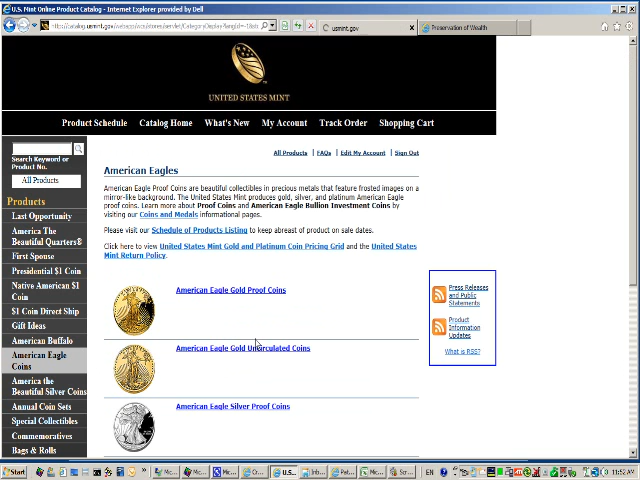 U.S. Mint Online Product Catalog - Internet Explorer provided by Dell
usmint.gov
Preservation of Wealth
UNITED STATES MINT
Product Schedule
Catalog Home
What's New
My Account
Track Order
Shopping Cart
Search Keyword or
Product No.
All Products
Products
Last Opportunity
America The
Beautiful Quarters®
First Spouse
Presidential $1 Coin
Native American $1
Coin
$1 Coin Direct Ship
Gift Ideas
American Buffalo
American Eagle
Coins
America the
Beautiful Silver Coins
Annual Coin Sets
Special Collectibles
Commemoratives
Bags & Rolls
All Products | FAQs | Edit My Account | Sign Out
American Eagles
American Eagle Proof Coins are beautiful collectibles in precious metals that feature frosted images on a
mirror-like background. The United States Mint produces gold, silver, and platinum American Eagle
proof coins. Learn more about Proof Coins and American Eagle Bullion Investment Coins by
visiting our Coins and Medals informational pages.
Please visit our Schedule of Products Listing to keep abreast of product on sale dates.
Click here to view United States Mint Gold and Platinum Coin Pricing Grid and the United States
Mint Return Policy.
American Eagle Gold Proof Coins
American Eagle Gold Uncirculated Coins
American Eagle Silver Proof Coins
Press Releases
and Public
Statements
Product
Information
Updates
What is RSS?
Start
U.S...
EN
11:52 AM